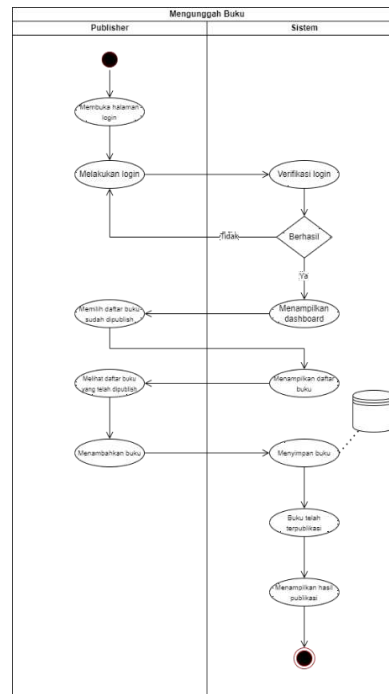 Mengunggah Buku
Publisher
Sistem
Membuka halaman
login
Melakukan login
Verifikasi login
Berhasil
Tidak
Ya
Menampilkan
dashboard
Memilih daftar buku
sudah dipublish
Menampilkan daftar
buku
Melihat daftar buku
yang telah dipublish
Menambahkan buku
Menyimpan buku
Buku telah
terpublikasi
Menampilkan hasil
publikasi